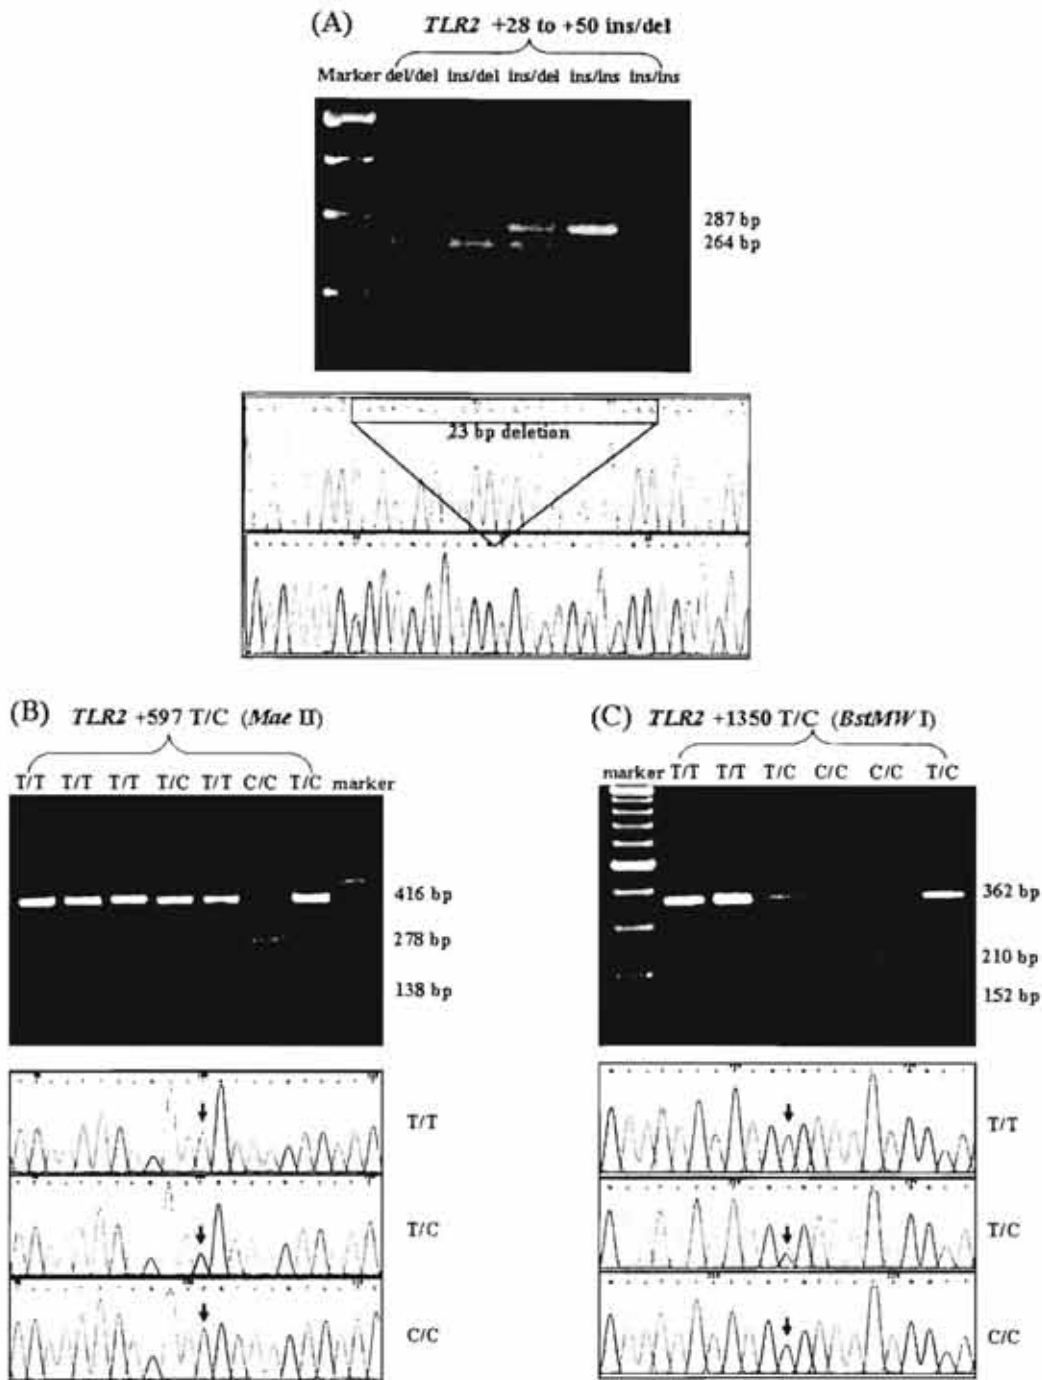 (A) TLR2 +28 to +50 ins/del
Marker del/del ins/del ins/del ins/ins ins/ins
287 bp
264 bp
23 bp deletion
(B) TLR2 +597 T/C (Mae II)
T/T T/T T/T T/C T/T C/C T/C marker
416 bp
278 bp
138 bp
T/T
T/C
C/C
(C) TLR2 +1350 T/C (BstMW I)
marker T/T T/T T/C C/C C/C T/C
362 bp
210 bp
152 bp
T/T
T/C
C/C